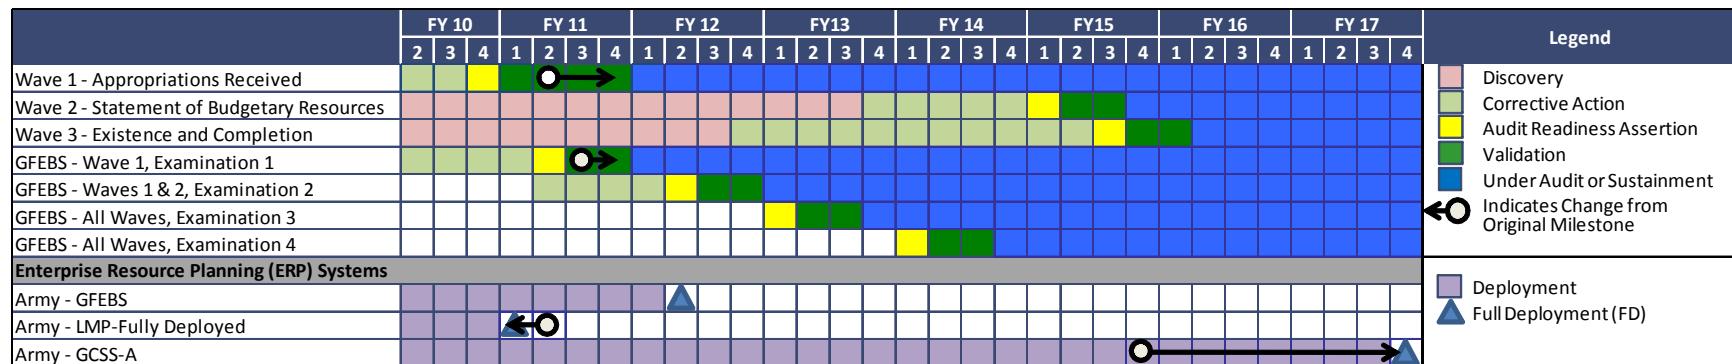 FY 10 FY 11 FY 12 FY13 FY 14 FY15 FY 16 FY 17 Legend
2 3 4 1 2 3 4 1 2 3 4 1 2 3 4 1 2 3 4 1 2 3 4 1 2 3 4 1 2 3 4
Wave 1 - Appropriations Received
Wave 2 - Statement of Budgetary Resources
Wave 3 - Existence and Completion
GFEBS - Wave 1, Examination 1
GFEBS - Waves 1 & 2, Examination 2
GFEBS - All Waves, Examination 3
GFEBS - All Waves, Examination 4
Discovery
Corrective Action
Audit Readiness Assertion
Validation
Under Audit or Sustainment
Indicates Change from
Original Milestone
Enterprise Resource Planning (ERP) Systems
Army - GFEBS
Army - LMP-Fully Deployed
Army - GCSS-A
Deployment
Full Deployment (FD)